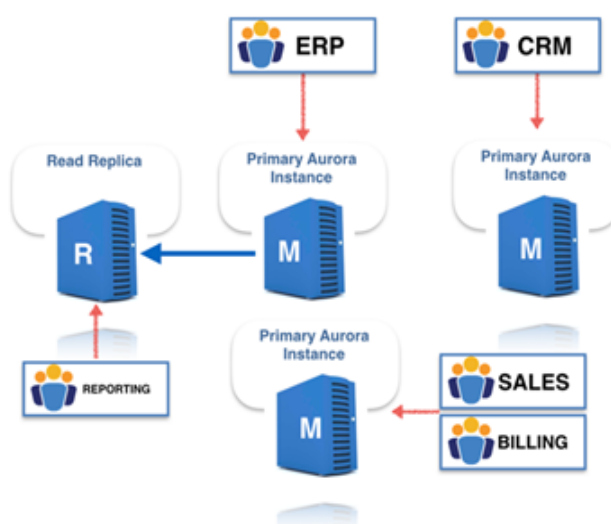 ERP
CRM
Read Replica
Primary Aurora
Instance
Primary Aurora
Instance
R
M
M
Primary Aurora
Instance
REPORTING
SALES
M
BILLING